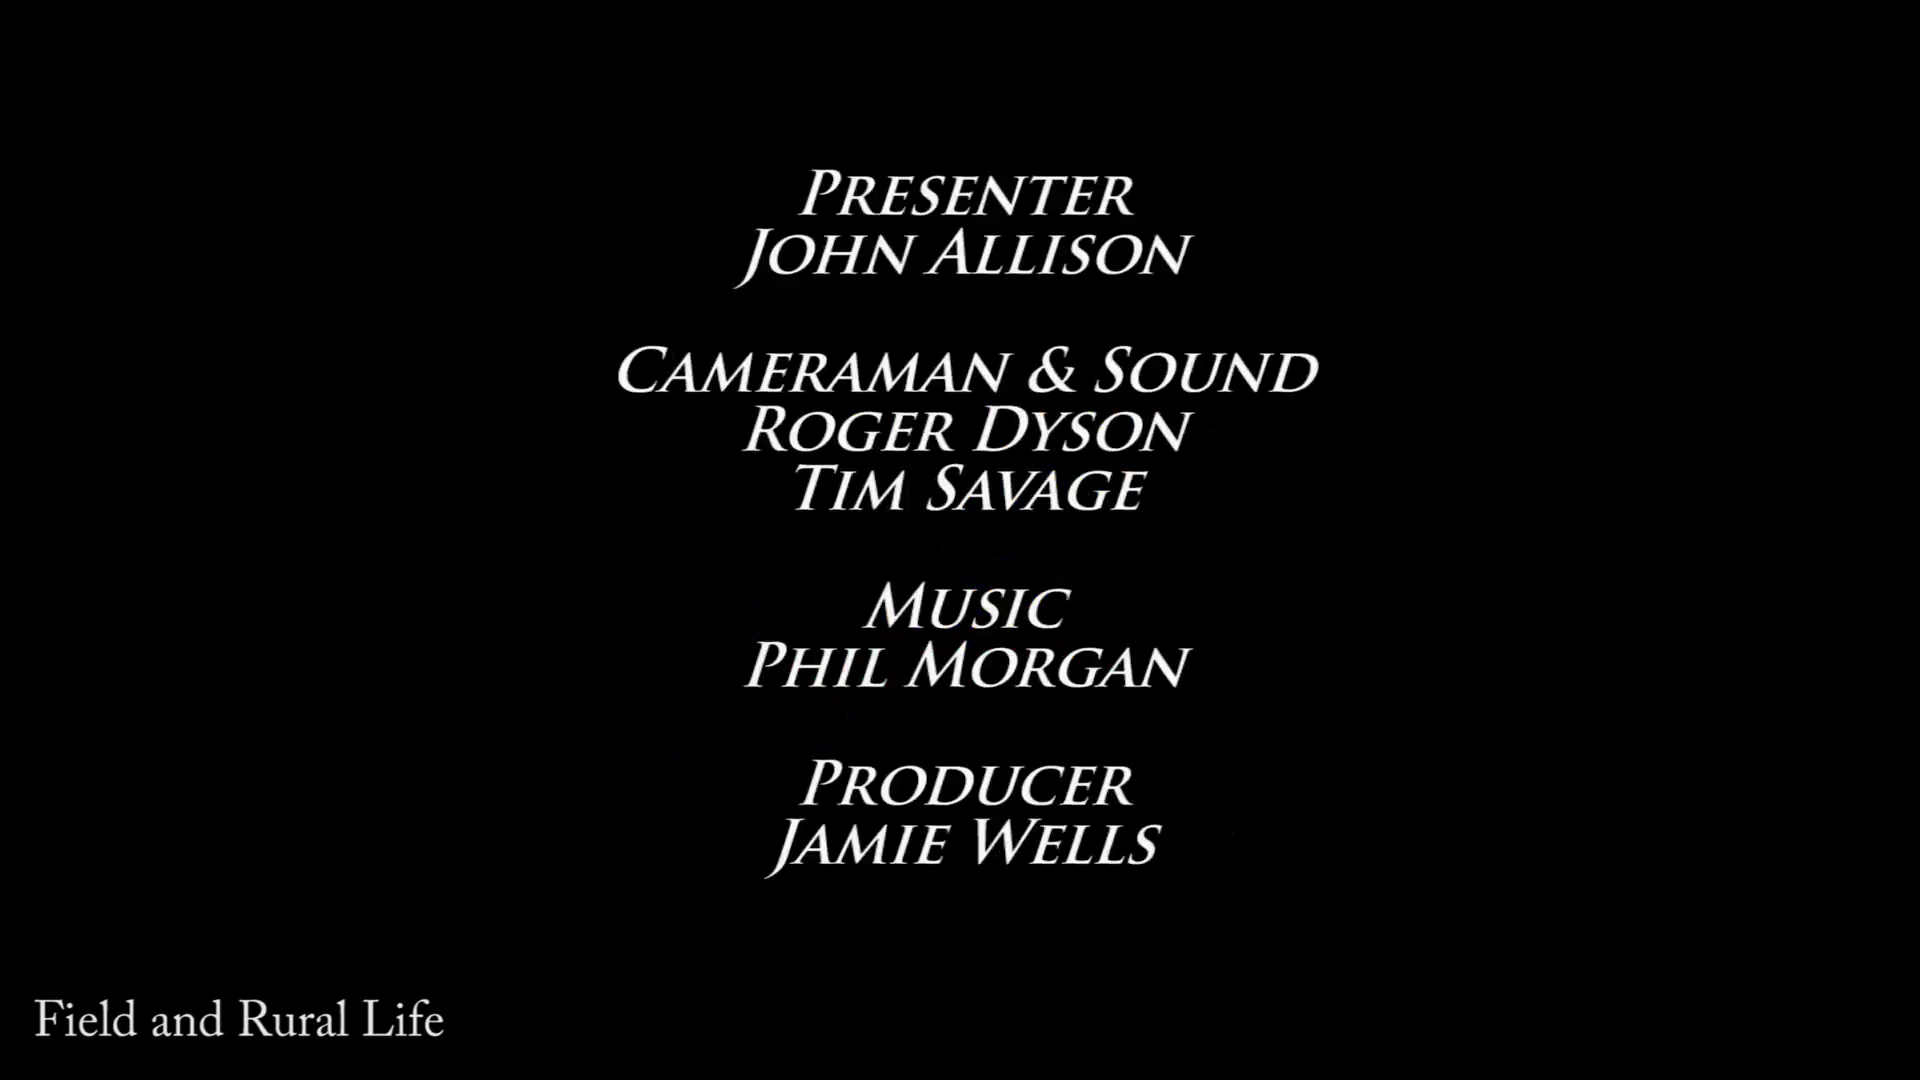 PRESENTER
JOHN ALLISON
CAMERAMAN & SOUND
ROGER DYSON
TIM SAVAGE
MUSIC
PHIL MORGAN
PRODUCER
JAMIE WELLS
Field and Rural Life